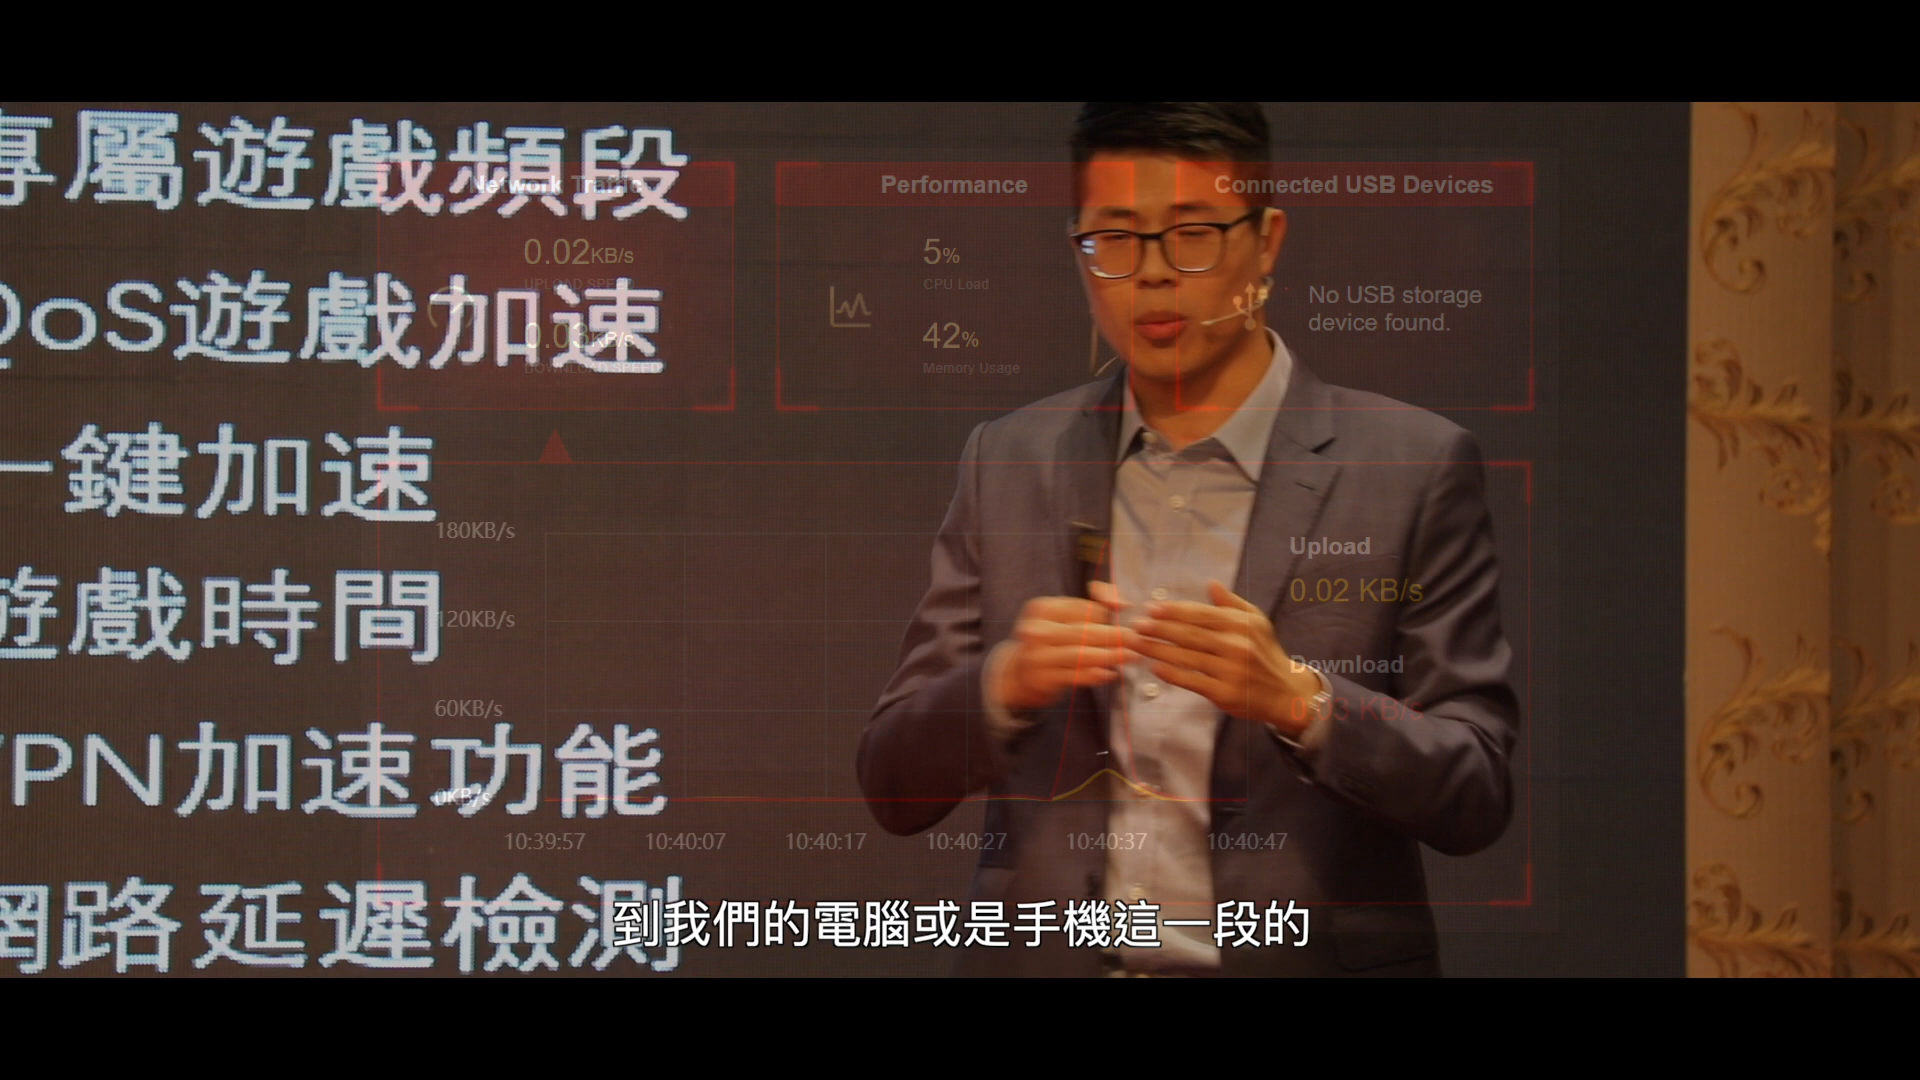 專屬遊戲頻段
QoS遊戲加速
一鍵加速
遊戲時間
VPN加速功能
網路延遲檢測
Network Traffic
0.02KB/s
UPLOAD SPEED
0.03KB/s
DOWNLOAD SPEED
Performance
5%
CPU Load
42%
Memory Usage
Connected USB Devices
No USB storage
device found.
180KB/s
120KB/s
60KB/s
0KB/s
10:39:57 10:40:07 10:40:17 10:40:27 10:40:37 10:40:47
Upload
0.02 KB/s
Download
0.03 KB/s
到我們的電腦或是手機這一段的